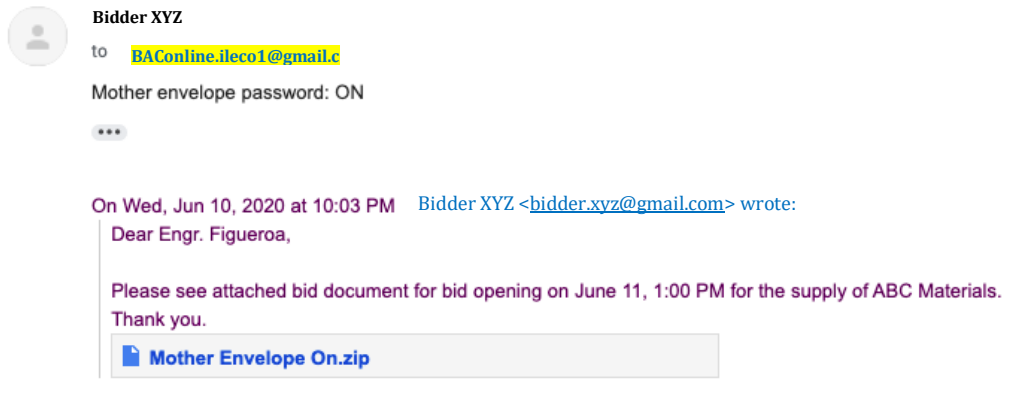 Bidder XYZ
to BAConline.ileco1@gmail.c
Mother envelope password: ON
•••
On Wed, Jun 10, 2020 at 10:03 PM Bidder XYZ <bidder.xyz@gmail.com> wrote:
Dear Engr. Figueroa,
Please see attached bid document for bid opening on June 11, 1:00 PM for the supply of ABC Materials.
Thank you.
Mother Envelope On.zip